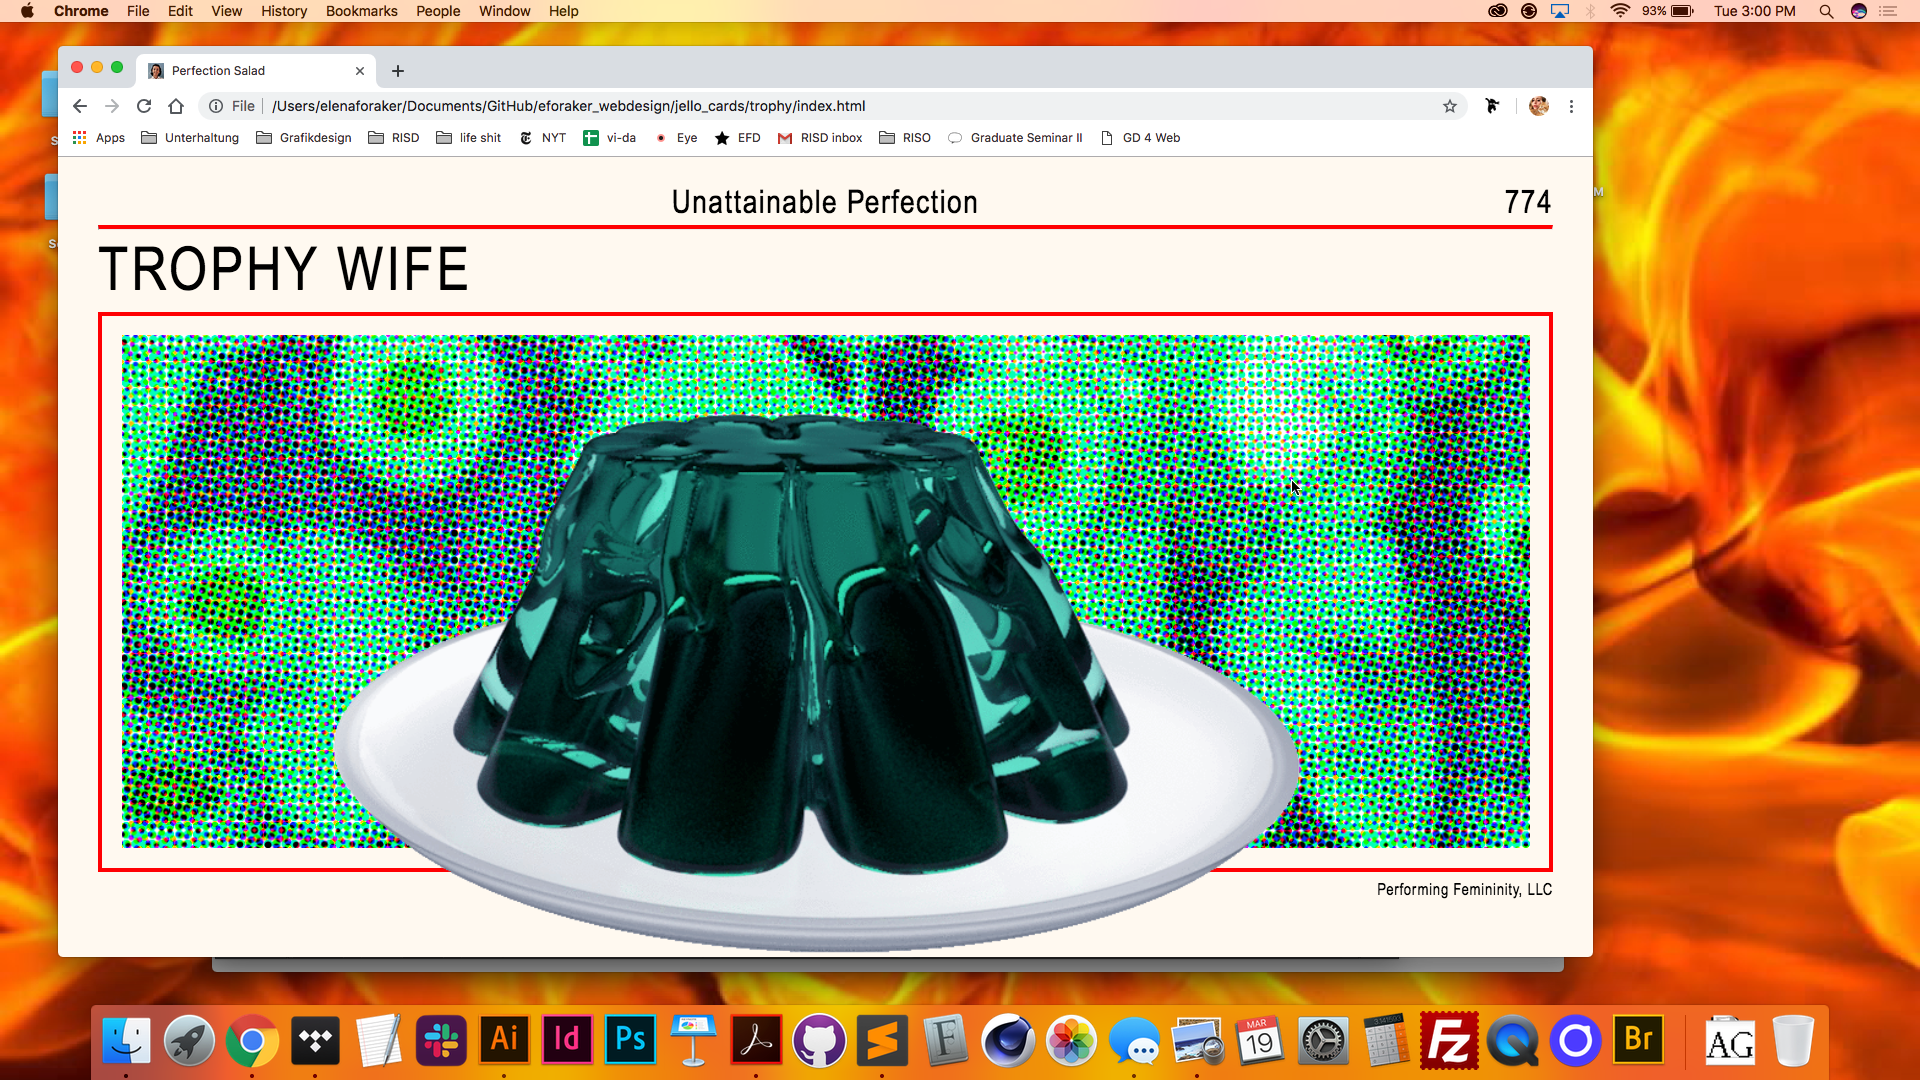 Chrome File Edit View History Bookmarks People Window Help 93% Tue 3:00 PM
Perfection Salad
File /Users/elenaforaker/Documents/GitHub/eforaker_webdesign/jello_cards/trophy/index.html
Apps Unterhaltung Grafikdesign RISD life shit NYT vi-da Eye EFD RISD inbox RISO Graduate Seminar II GD 4 Web
Unattainable Perfection 774
TROPHY WIFE
Performing Femininity, LLC
Ai Id Ps F MAR 19 Fz Br AG